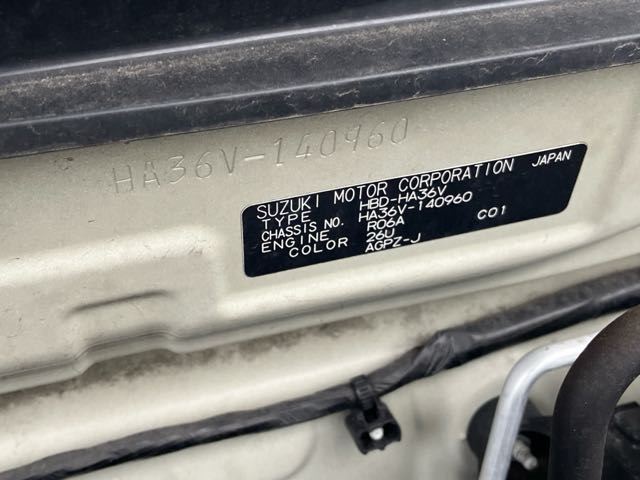 HA36V-140960
SUZUKI MOTOR CORPORATION JAPAN
TYPE HBD-HA36V
CHASSIS NO. HA36V-140960
ENGINE R06A
COLOR 26U C01
AGPZ-J